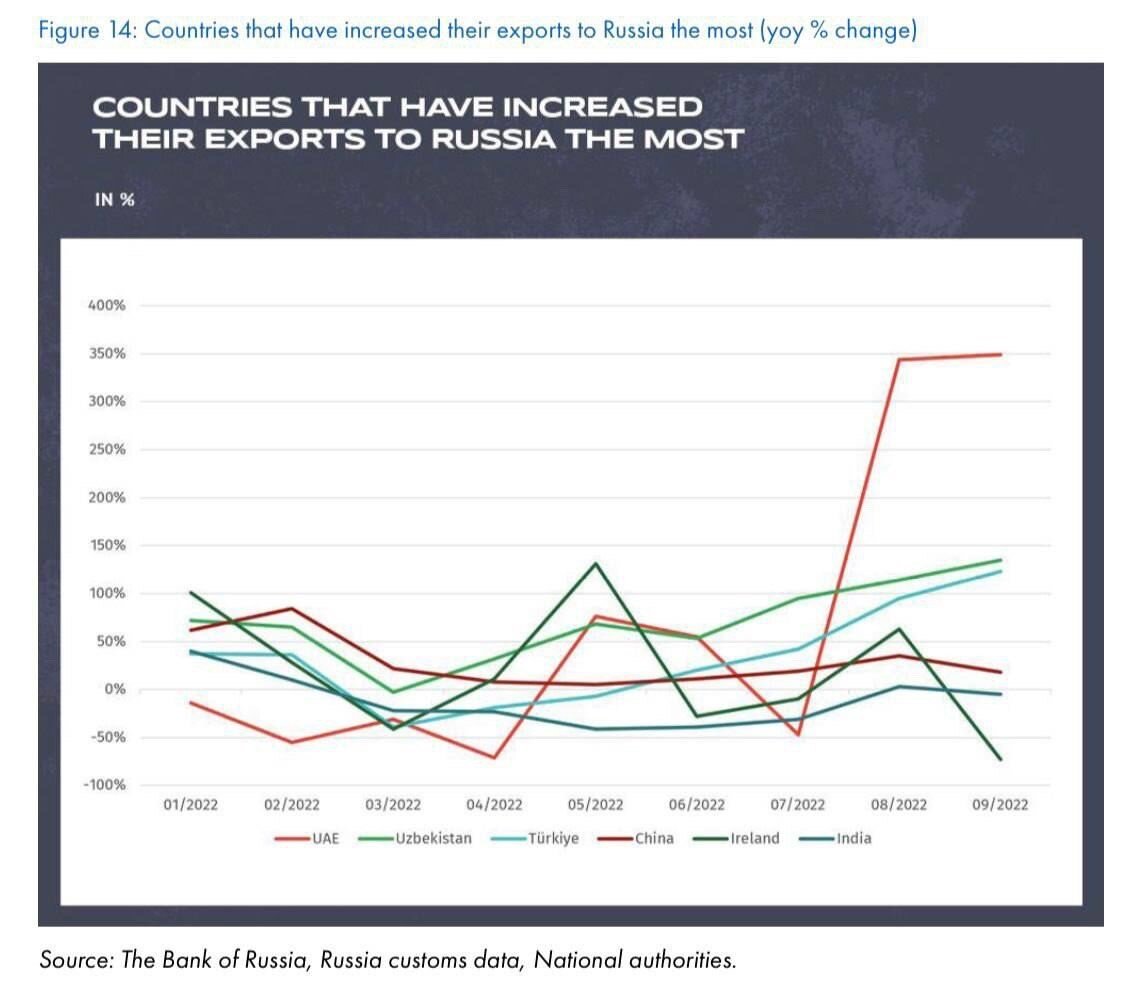 Figure 14: Countries that have increased their exports to Russia the most (yoy % change)
COUNTRIES THAT HAVE INCREASED
THEIR EXPORTS TO RUSSIA THE MOST
IN %
400%
350%
300%
250%
200%
150%
100%
50%
0%
-50%
-100%
01/2022 02/2022 03/2022 04/2022 05/2022 06/2022 07/2022 08/2022 09/2022
UAE Uzbekistan Türkiye China Ireland India
Source: The Bank of Russia, Russia customs data, National authorities.